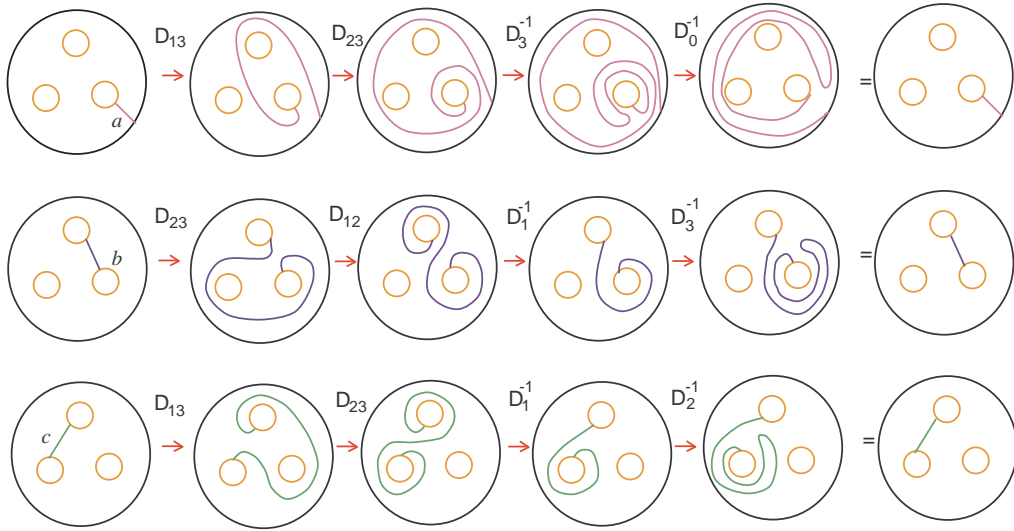 D₁₃ D₂₃ D₃⁻¹ D₀⁻¹
a =
D₂₃ D₁₂ D₁⁻¹ D₃⁻¹
b =
D₁₃ D₂₃ D₁⁻¹ D₂⁻¹
c =